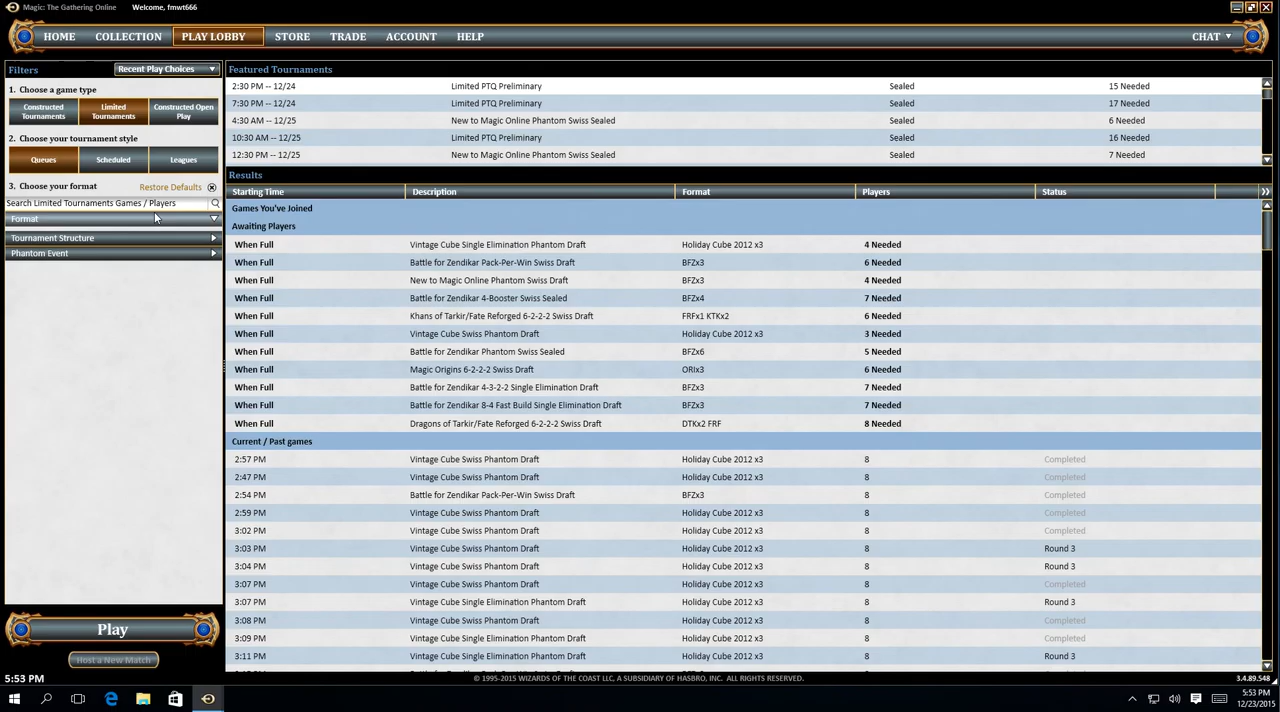 Magic: The Gathering Online Welcome, fmwt666
HOME COLLECTION PLAY LOBBY STORE TRADE ACCOUNT HELP CHAT
Filters Recent Play Choices
1. Choose a game type
Constructed Tournaments Limited Tournaments Constructed Open Play
2. Choose your tournament style
Queues Scheduled Leagues
3. Choose your format Restore Defaults
Search Limited Tournaments Games / Players
Format
Tournament Structure
Phantom Event
Play
Host a New Match
5:53 PM
Featured Tournaments
2:30 PM -- 12/24 Limited PTQ Preliminary Sealed 15 Needed
7:30 PM -- 12/24 Limited PTQ Preliminary Sealed 17 Needed
4:30 AM -- 12/25 New to Magic Online Phantom Swiss Sealed Sealed 6 Needed
10:30 AM -- 12/25 Limited PTQ Preliminary Sealed 16 Needed
12:30 PM -- 12/25 New to Magic Online Phantom Swiss Sealed Sealed 7 Needed
Results
Starting Time Description Format Players Status
Games You've Joined
Awaiting Players
When Full Vintage Cube Single Elimination Phantom Draft Holiday Cube 2012 x3 4 Needed
When Full Battle for Zendikar Pack-Per-Win Swiss Draft BFZx3 6 Needed
When Full New to Magic Online Phantom Swiss Draft BFZx3 4 Needed
When Full Battle for Zendikar 4-Booster Swiss Sealed BFZx4 7 Needed
When Full Khans of Tarkir/Fate Reforged 6-2-2-2 Swiss Draft FRFx1 KTKx2 6 Needed
When Full Vintage Cube Swiss Phantom Draft Holiday Cube 2012 x3 3 Needed
When Full Battle for Zendikar Phantom Swiss Sealed BFZx6 5 Needed
When Full Magic Origins 6-2-2-2 Swiss Draft ORIx3 6 Needed
When Full Battle for Zendikar 4-3-2-2 Single Elimination Draft BFZx3 7 Needed
When Full Battle for Zendikar 8-4 Fast Build Single Elimination Draft BFZx3 7 Needed
When Full Dragons of Tarkir/Fate Reforged 6-2-2-2 Swiss Draft DTKx2 FRF 8 Needed
Current / Past games
2:57 PM Vintage Cube Swiss Phantom Draft Holiday Cube 2012 x3 8 Completed
2:47 PM Vintage Cube Swiss Phantom Draft Holiday Cube 2012 x3 8 Completed
2:54 PM Battle for Zendikar Pack-Per-Win Swiss Draft BFZx3 8 Completed
2:59 PM Vintage Cube Swiss Phantom Draft Holiday Cube 2012 x3 8 Completed
3:02 PM Vintage Cube Swiss Phantom Draft Holiday Cube 2012 x3 8 Completed
3:03 PM Vintage Cube Swiss Phantom Draft Holiday Cube 2012 x3 8 Round 3
3:04 PM Vintage Cube Swiss Phantom Draft Holiday Cube 2012 x3 8 Round 3
3:07 PM Vintage Cube Swiss Phantom Draft Holiday Cube 2012 x3 8 Completed
3:07 PM Vintage Cube Single Elimination Phantom Draft Holiday Cube 2012 x3 8 Round 3
3:08 PM Vintage Cube Swiss Phantom Draft Holiday Cube 2012 x3 8 Completed
3:09 PM Vintage Cube Single Elimination Phantom Draft Holiday Cube 2012 x3 8 Completed
3:11 PM Vintage Cube Single Elimination Phantom Draft Holiday Cube 2012 x3 8 Round 3
© 1995-2015 WIZARDS OF THE COAST LLC, A SUBSIDIARY OF HASBRO, INC. ALL RIGHTS RESERVED. 3.4.89.548
5:53 PM
12/23/2015